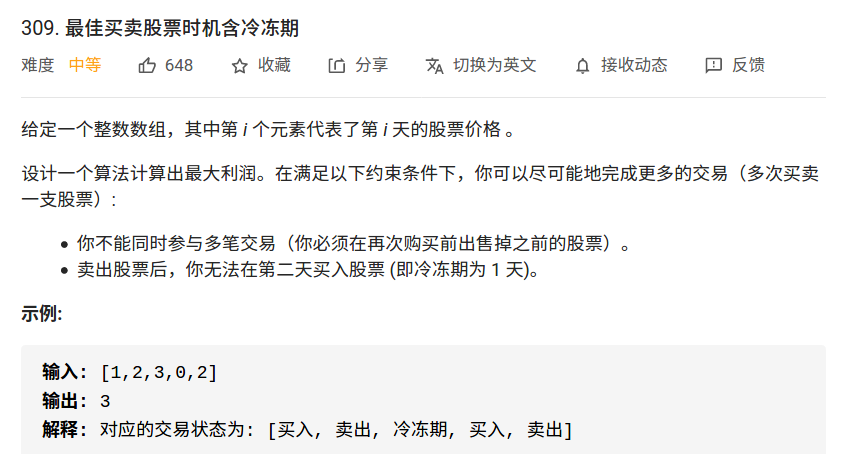 309. 最佳买卖股票时机含冷冻期
难度 中等 648 收藏 分享 切换为英文 接收动态 反馈
给定一个整数数组，其中第 i 个元素代表了第 i 天的股票价格 。
设计一个算法计算出最大利润。在满足以下约束条件下，你可以尽可能地完成更多的交易（多次买卖
一支股票）:
• 你不能同时参与多笔交易（你必须在再次购买前出售掉之前的股票）。
• 卖出股票后，你无法在第二天买入股票 (即冷冻期为 1 天)。
示例:
输入: [1,2,3,0,2]
输出: 3
解释: 对应的交易状态为: [买入, 卖出, 冷冻期, 买入, 卖出]